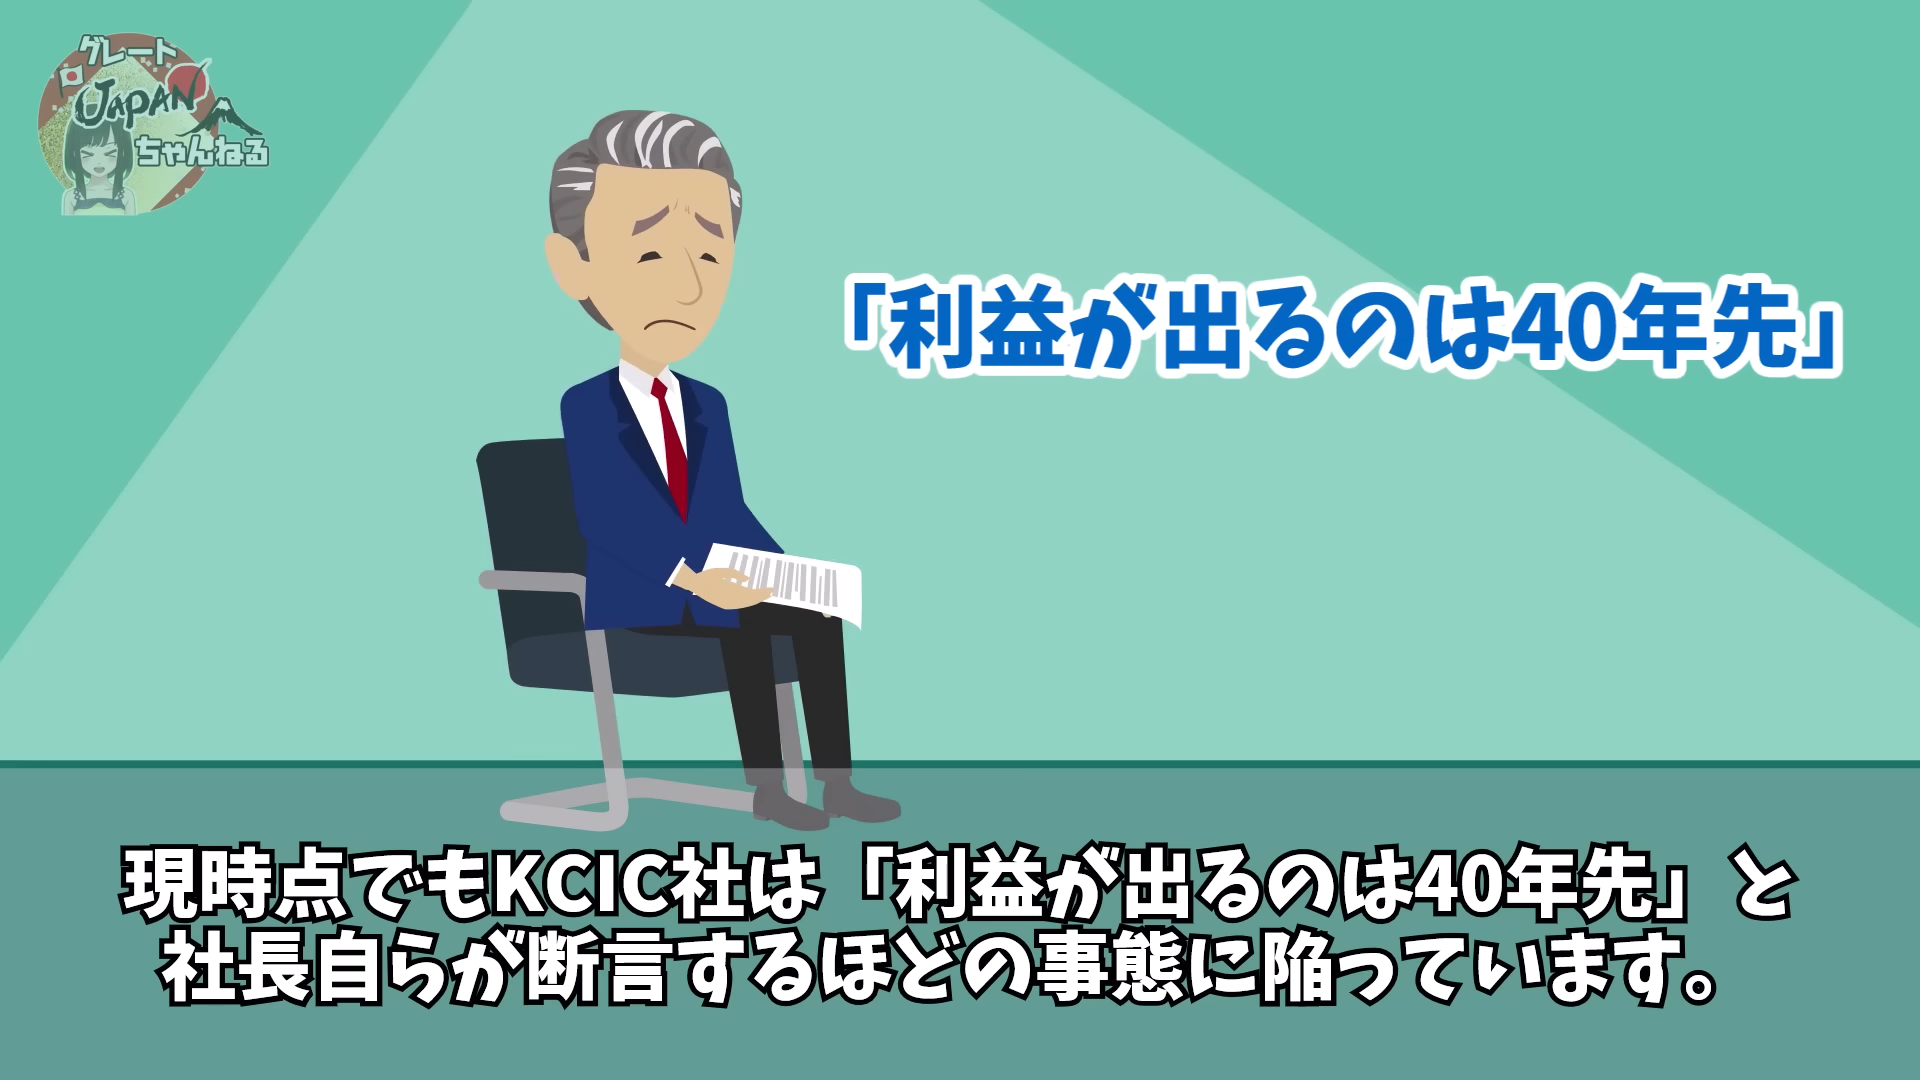 グレート
JAPAN
ちゃんねる
「利益が出るのは40年先」
現時点でもKCIC社は「利益が出るのは40年先」と
社長自らが断言するほどの事態に陥っています。